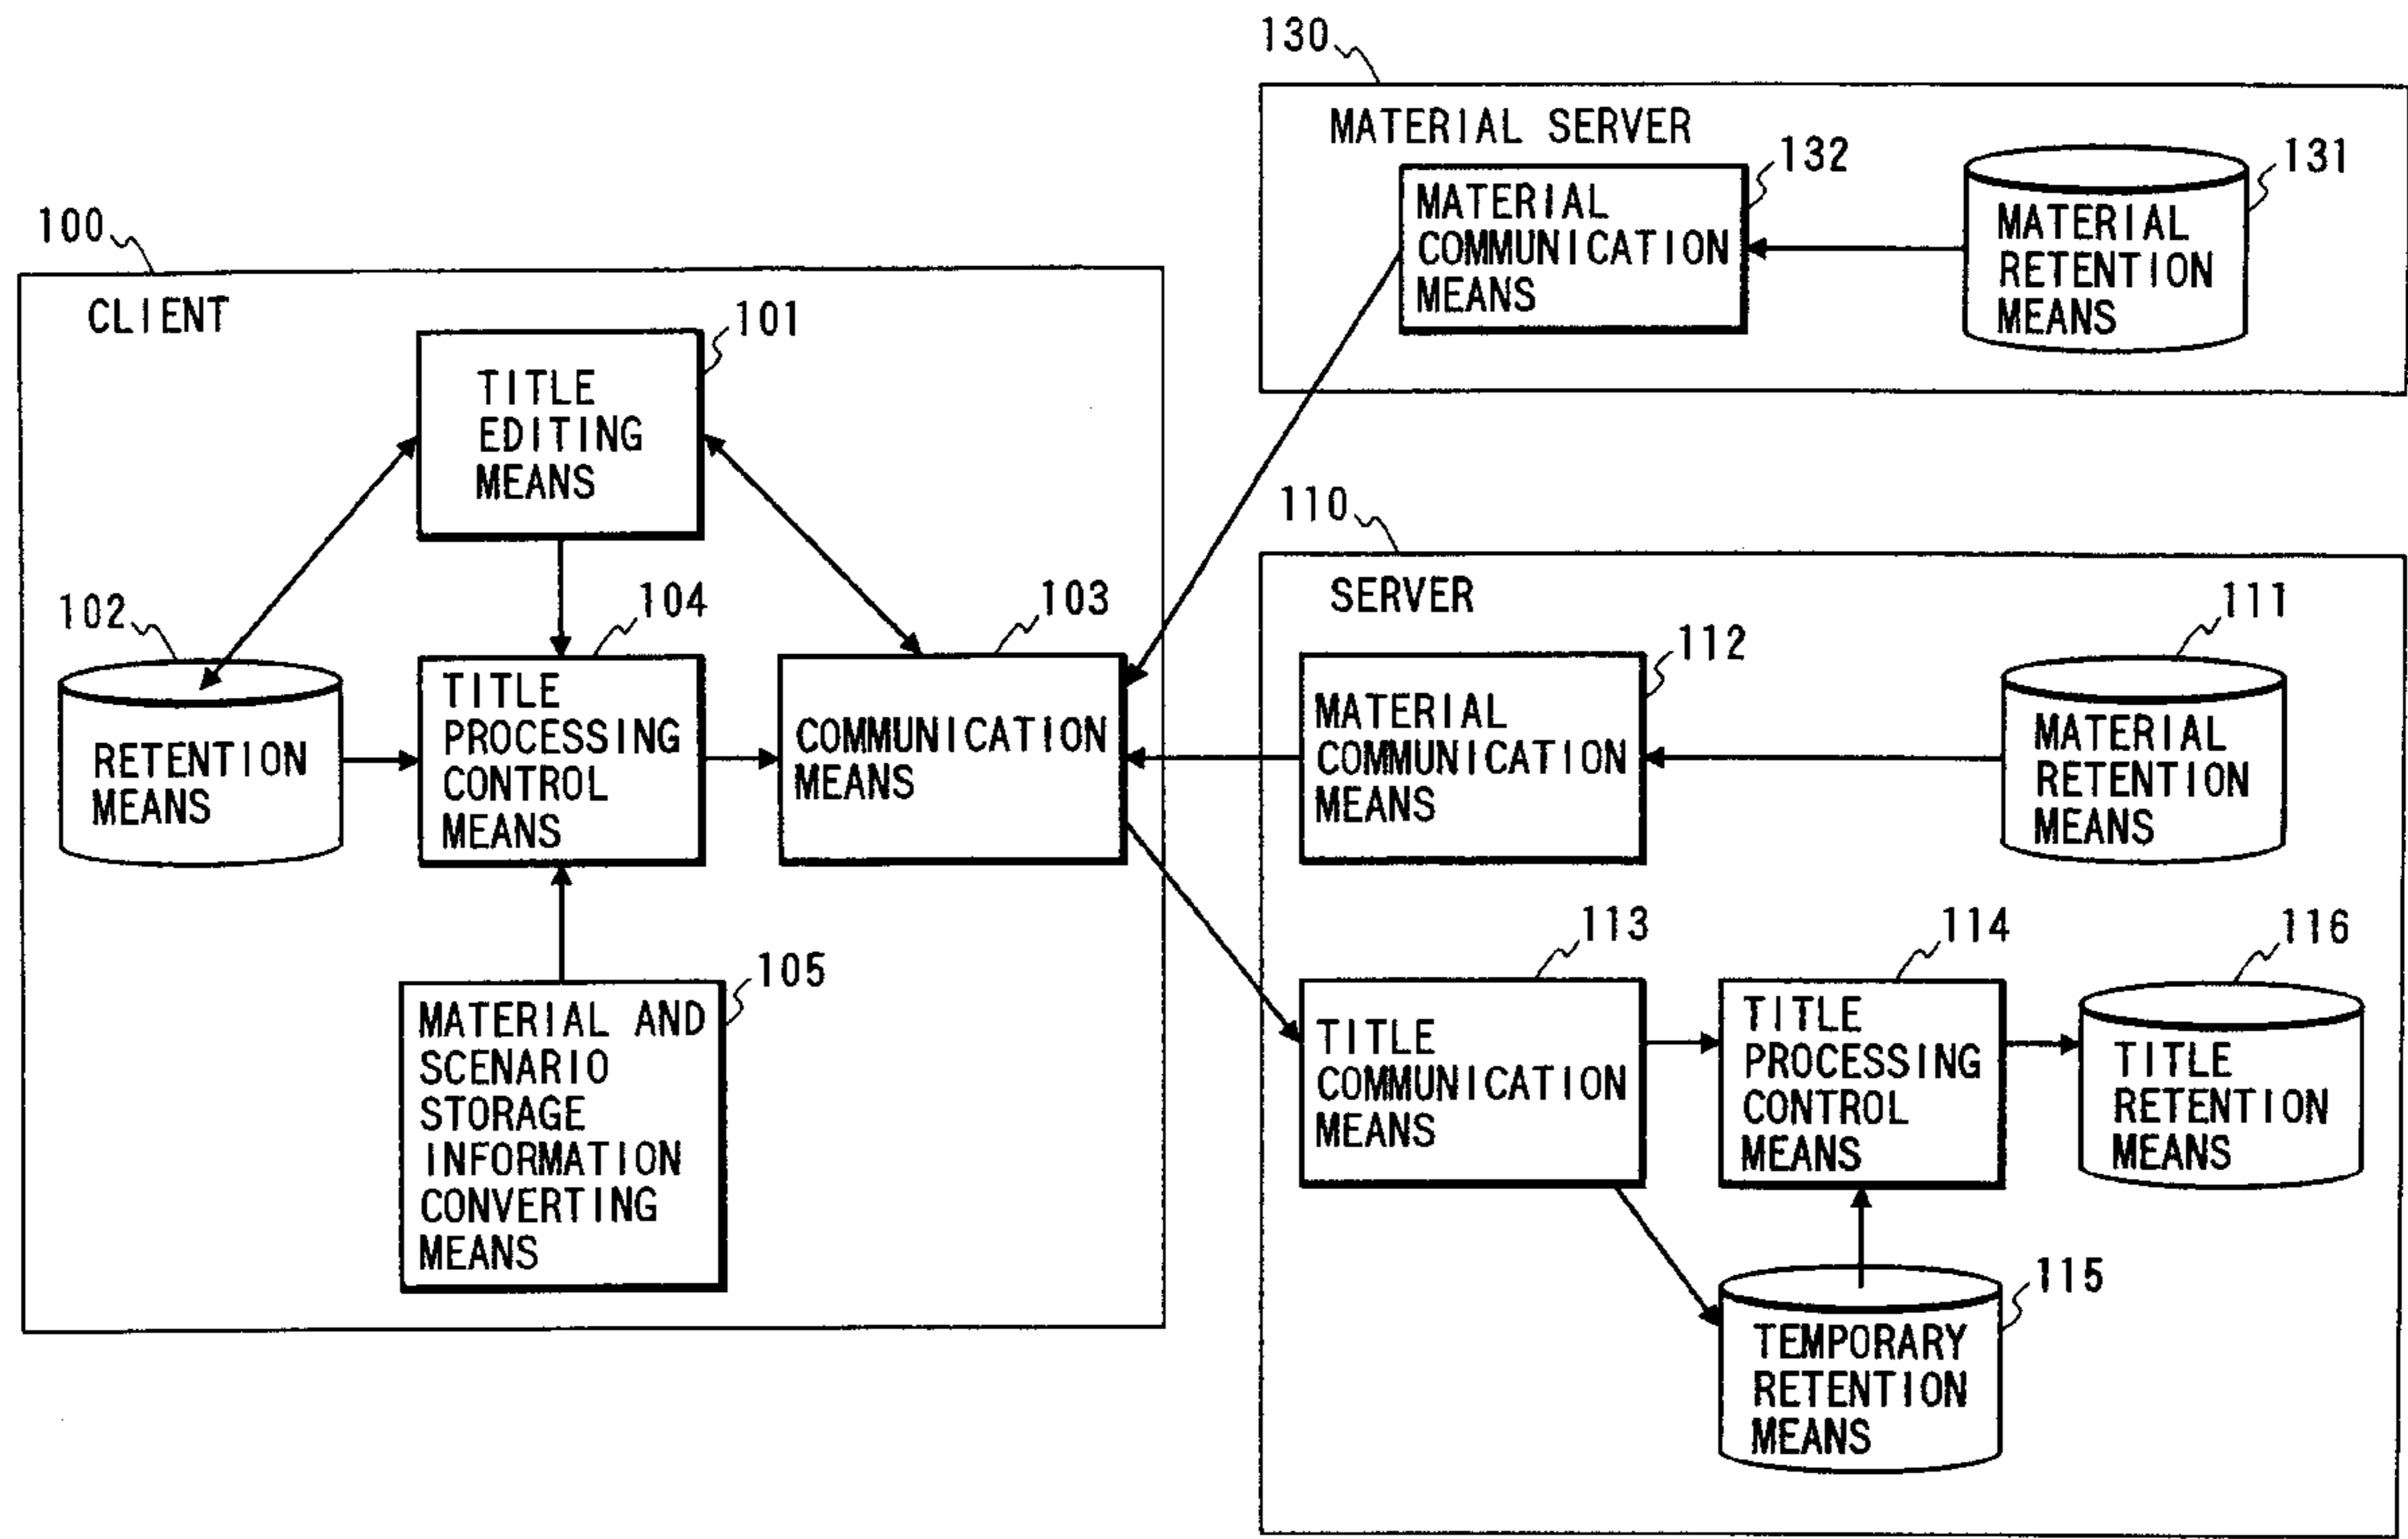 130
MATERIAL SERVER
132
131
MATERIAL
COMMUNICATION
MEANS
MATERIAL
RETENTION
MEANS
100
CLIENT
101
TITLE
EDITING
MEANS
102
104
103
RETENTION
MEANS
TITLE
PROCESSING
CONTROL
MEANS
COMMUNICATION
MEANS
105
MATERIAL AND
SCENARIO
STORAGE
INFORMATION
CONVERTING
MEANS
110
SERVER
112
111
MATERIAL
COMMUNICATION
MEANS
MATERIAL
RETENTION
MEANS
113
114
116
TITLE
COMMUNICATION
MEANS
TITLE
PROCESSING
CONTROL
MEANS
TITLE
RETENTION
MEANS
115
TEMPORARY
RETENTION
MEANS